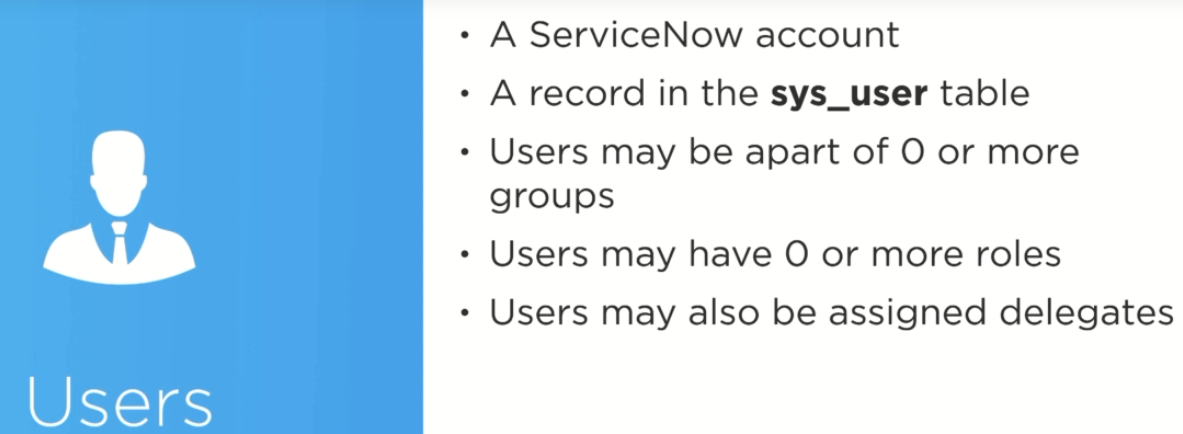 • A ServiceNow account
• A record in the sys_user table
• Users may be apart of 0 or more
groups
• Users may have 0 or more roles
• Users may also be assigned delegates
Users